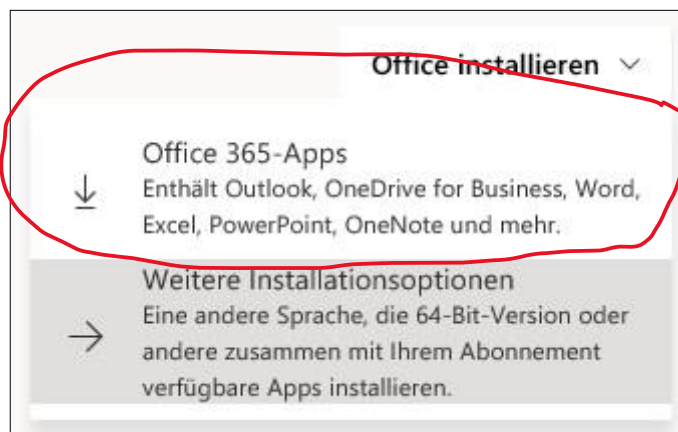 Office installieren
Office 365-Apps
Enthält Outlook, OneDrive for Business, Word,
Excel, PowerPoint, OneNote und mehr.
Weitere Installationsoptionen
Eine andere Sprache, die 64-Bit-Version oder
andere zusammen mit Ihrem Abonnement
verfügbare Apps installieren.